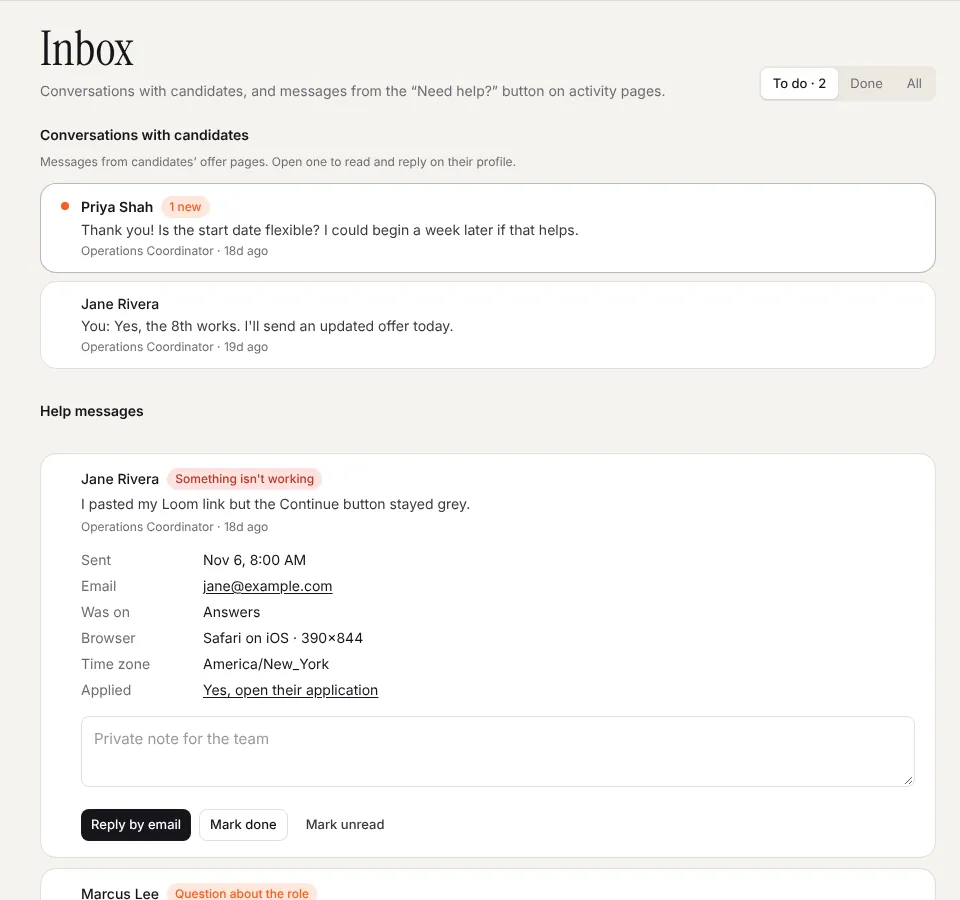 Inbox
Conversations with candidates, and messages from the “Need help?” button on activity pages.
To do · 2 Done All
Conversations with candidates
Messages from candidates’ offer pages. Open one to read and reply on their profile.
Priya Shah 1 new
Thank you! Is the start date flexible? I could begin a week later if that helps.
Operations Coordinator · 18d ago
Jane Rivera
You: Yes, the 8th works. I'll send an updated offer today.
Operations Coordinator · 19d ago
Help messages
Jane Rivera Something isn't working
I pasted my Loom link but the Continue button stayed grey.
Operations Coordinator · 18d ago
Sent Nov 6, 8:00 AM
Email jane@example.com
Was on Answers
Browser Safari on iOS · 390×844
Time zone America/New_York
Applied Yes, open their application
Private note for the team
Reply by email Mark done Mark unread
Marcus Lee Question about the role